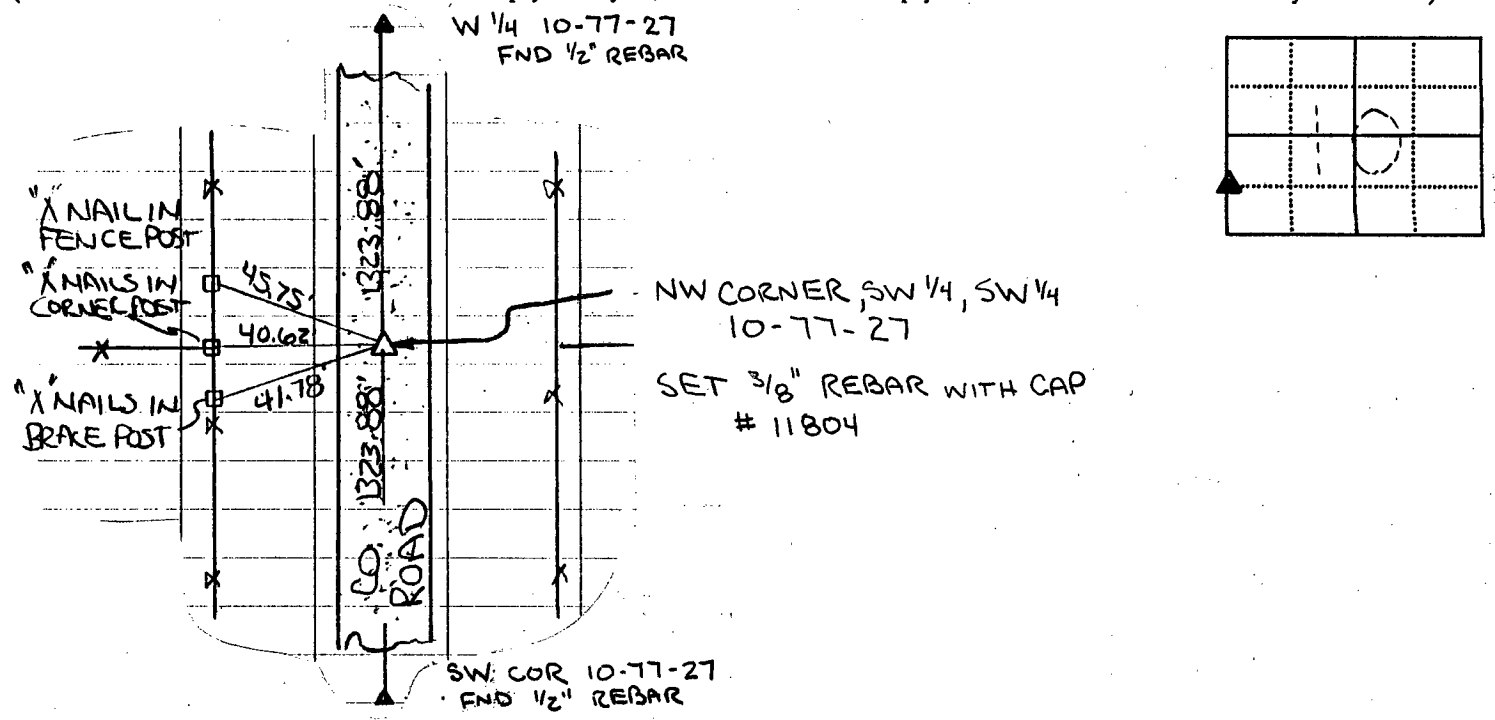 W 1/4 10-77-27
FND 1/2" REBAR
"X" NAIL IN
FENCE POST
"X" NAILS IN
CORNER POST
"X" NAILS IN
BRAKE POST
45.75'
40.62
41.78'
1323.88'
1323.88'
CO.
ROAD
NW CORNER, SW 1/4, SW 1/4
10-77-27
SET 3/8" REBAR WITH CAP
# 11804
SW COR 10-77-27
FND 1/2" REBAR